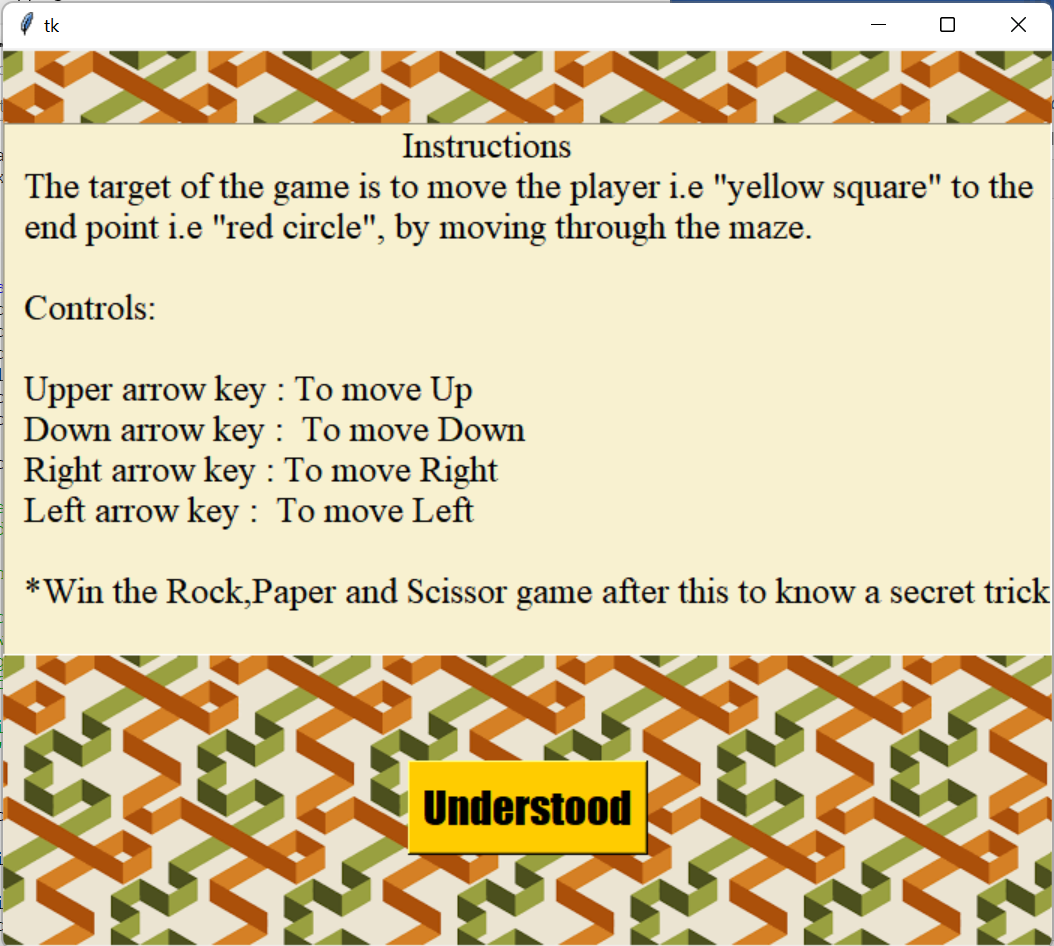 tk
Instructions
The target of the game is to move the player i.e "yellow square" to the
end point i.e "red circle", by moving through the maze.
Controls:
Upper arrow key : To move Up
Down arrow key :  To move Down
Right arrow key : To move Right
Left arrow key :  To move Left
*Win the Rock,Paper and Scissor game after this to know a secret trick
Understood